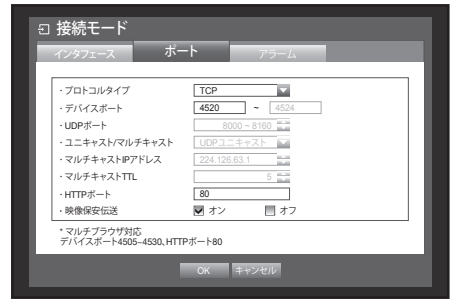 接続モード
インタフェース ポート アラーム
・プロトコルタイプ TCP
・デバイスポート 4520 ~ 4524
・UDPポート 8000 ~ 8160
・ユニキャスト/マルチキャスト UDPユニキャスト
・マルチキャストIPアドレス 224.126.63.1
・マルチキャストTTL 5
・HTTPポート 80
・映像保安伝送 オン オフ
* マルチブラウザ対応
デバイスポート4505~4530、HTTPポート80
OK キャンセル